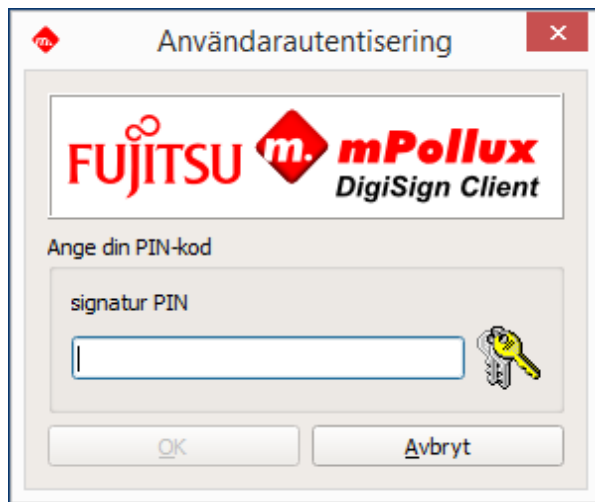 m.
Användarautentisering
FUJITSU m. mPollux
DigiSign Client
Ange din PIN-kod
signatur PIN
OK
Avbryt